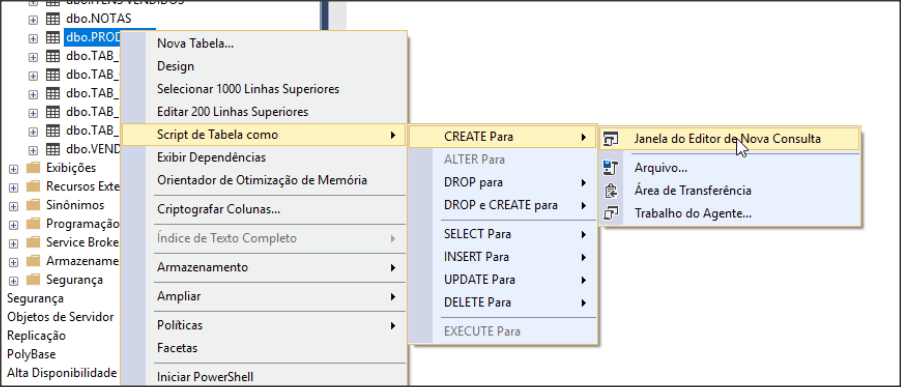 dbo.ITENS VENDIDOS
dbo.NOTAS
dbo.PROD
dbo.TAB_
dbo.TAB_
dbo.TAB_
dbo.TAB_
dbo.TAB_
dbo.VEND
Exibições
Recursos Exte
Sinônimos
Programação
Service Broke
Armazename
Segurança
Segurança
Objetos de Servidor
Replicação
PolyBase
Alta Disponibilidade
Nova Tabela...
Design
Selecionar 1000 Linhas Superiores
Editar 200 Linhas Superiores
Script de Tabela como
Exibir Dependências
Orientador de Otimização de Memória
Criptografar Colunas...
Índice de Texto Completo
Armazenamento
Ampliar
Políticas
Facetas
Iniciar PowerShell
CREATE Para
ALTER Para
DROP para
DROP e CREATE para
SELECT Para
INSERT Para
UPDATE Para
DELETE Para
EXECUTE Para
Janela do Editor de Nova Consulta
Arquivo...
Área de Transferência
Trabalho do Agente...